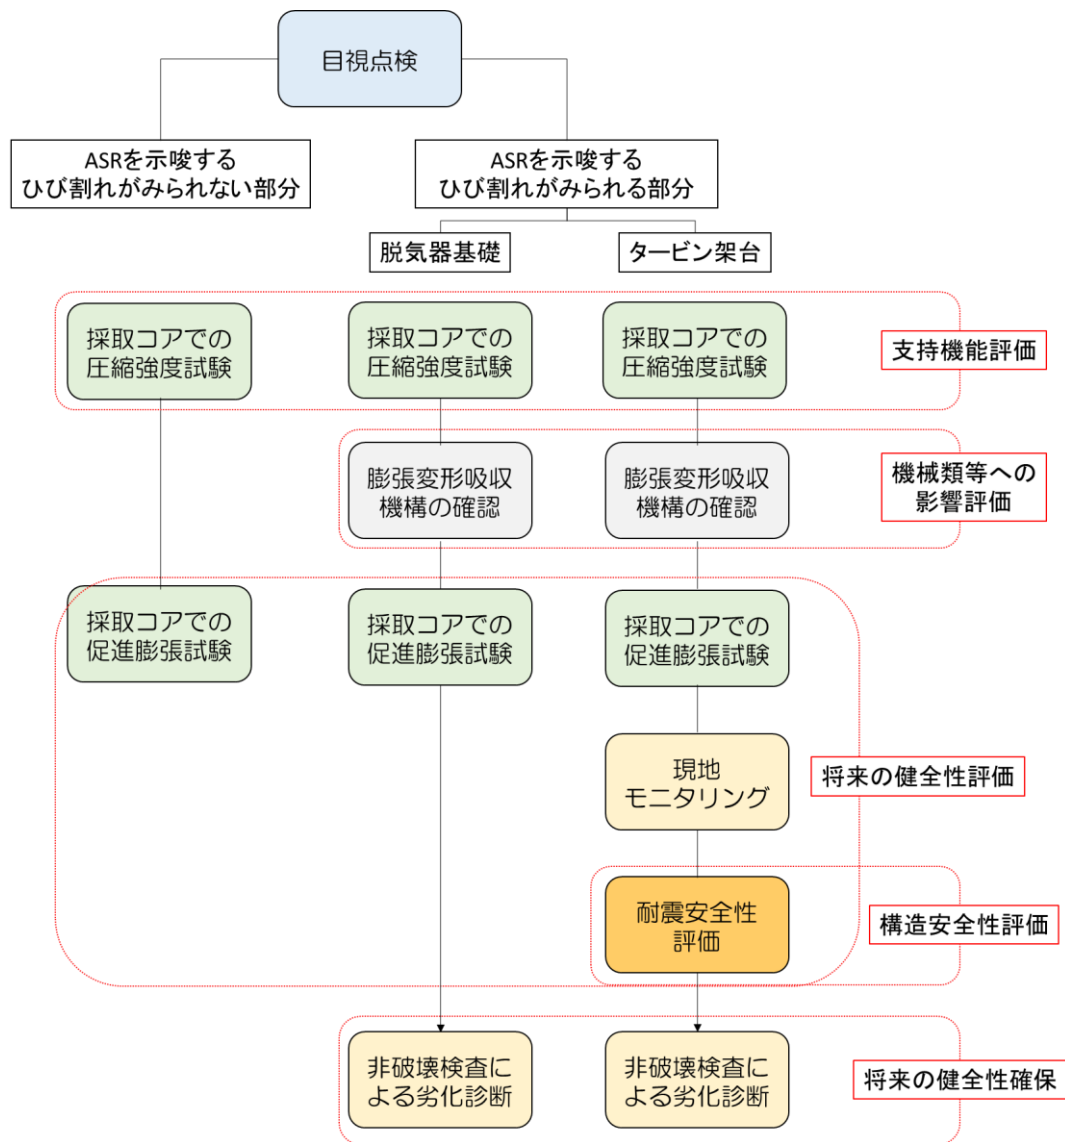 目視点検
ASRを示唆する
ひび割れがみられない部分
ASRを示唆する
ひび割れがみられる部分
脱気器基礎
タービン架台
採取コアでの
圧縮強度試験
採取コアでの
圧縮強度試験
採取コアでの
圧縮強度試験
支持機能評価
膨張変形吸収
機構の確認
膨張変形吸収
機構の確認
機械類等への
影響評価
採取コアでの
促進膨張試験
採取コアでの
促進膨張試験
採取コアでの
促進膨張試験
現地
モニタリング
将来の健全性評価
耐震安全性
評価
構造安全性評価
非破壊検査に
よる劣化診断
非破壊検査に
よる劣化診断
将来の健全性確保